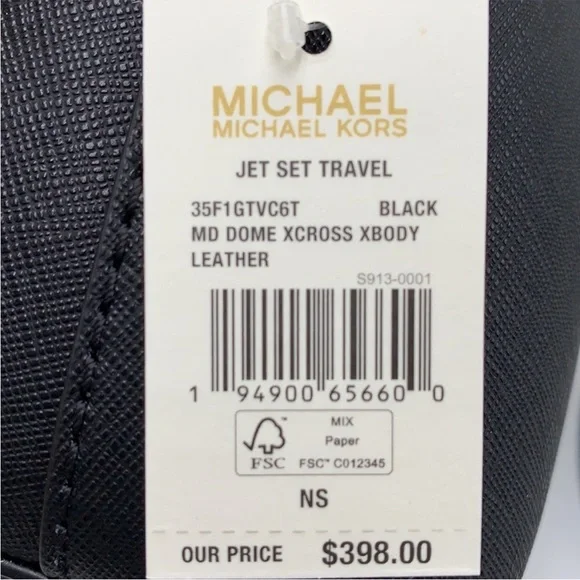 MICHAEL
MICHAEL KORS
JET SET TRAVEL
35F1GTVC6T BLACK
MD DOME XCROSS XBODY
LEATHER
S913-0001
1 94900 65660 0
FSC
MIX
Paper
FSC™ C012345
NS
OUR PRICE $398.00